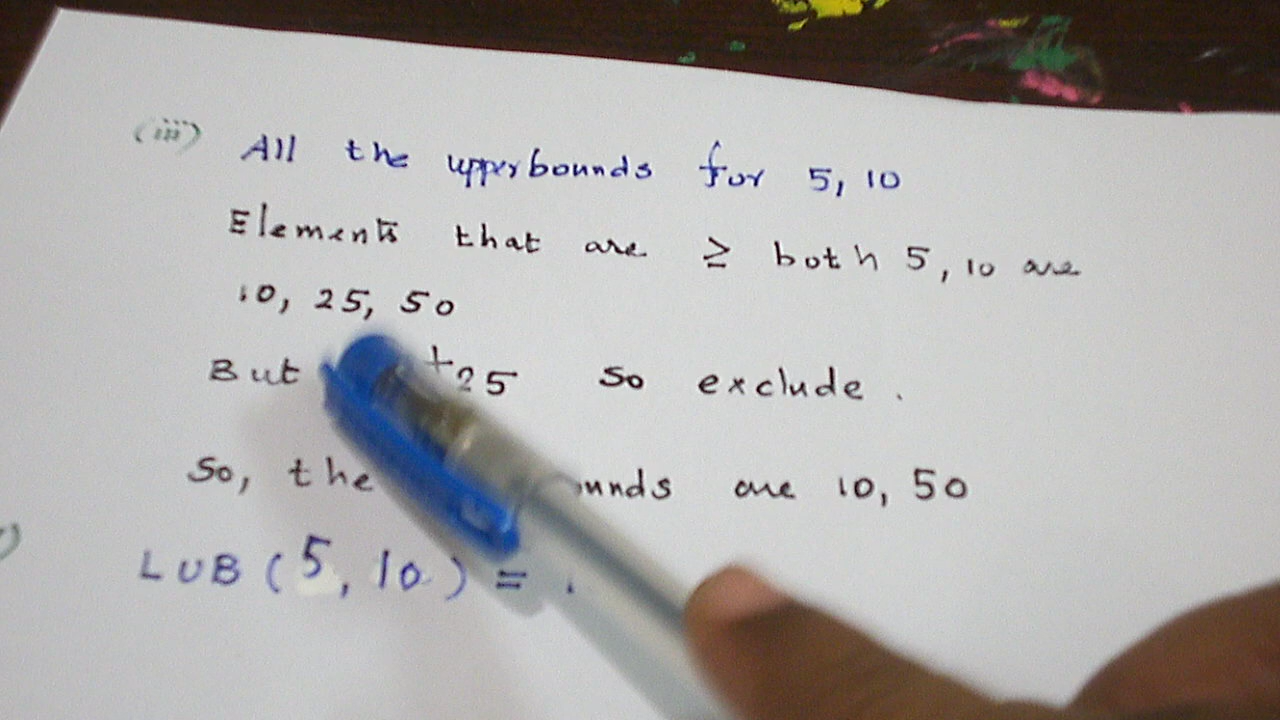 (iii) All the upperbounds for 5, 10
Elements that are ≥ both 5, 10 are
10, 25, 50
But 25 so exclude.
So, the are 10, 50
LUB (5, 10) =